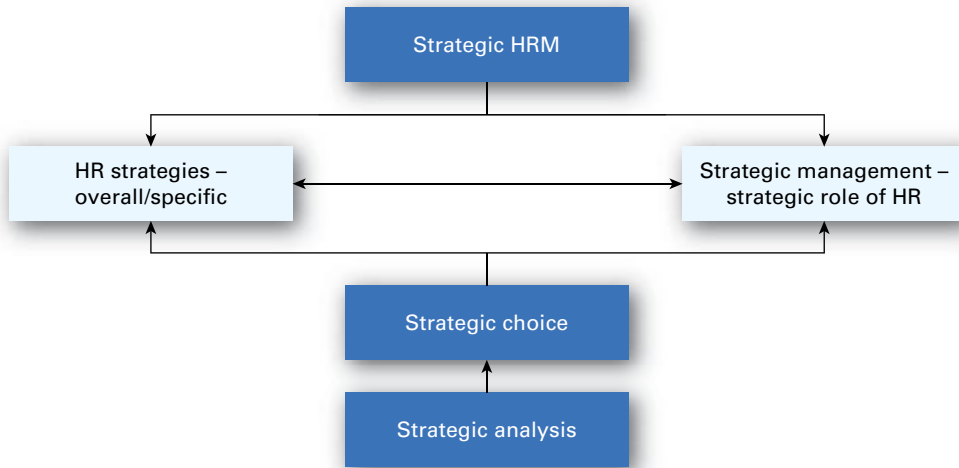 Strategic HRM
HR strategies –
overall/specific
Strategic management –
strategic role of HR
Strategic choice
Strategic analysis